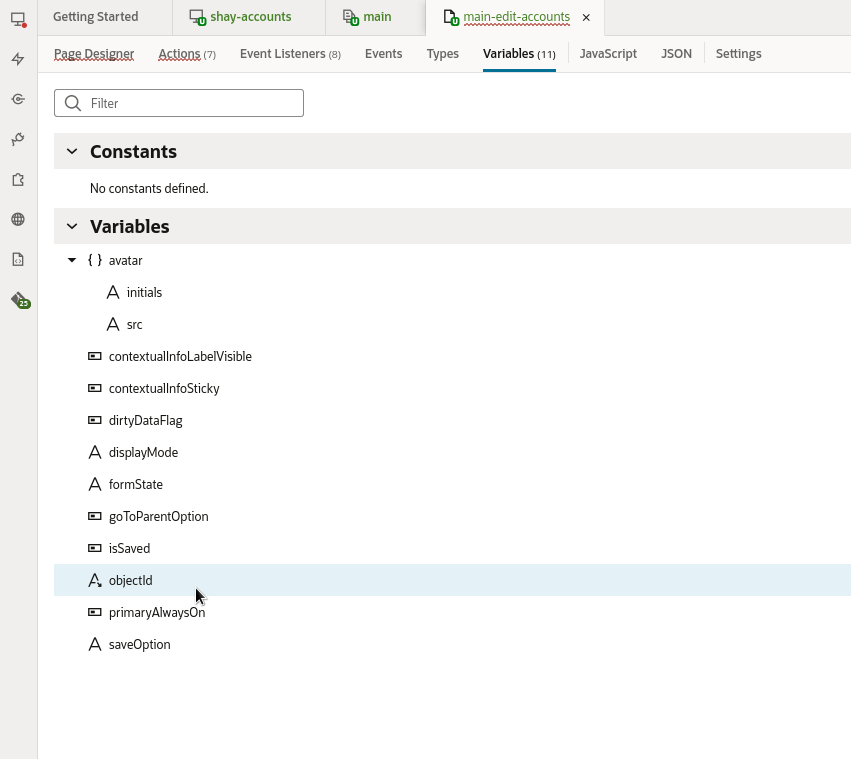 Getting Started shay-accounts main main-edit-accounts
Page Designer Actions (7) Event Listeners (8) Events Types Variables (11) JavaScript JSON Settings
Filter
Constants
No constants defined.
Variables
{ } avatar
initials
src
contextualInfoLabelVisible
contextualInfoSticky
dirtyDataFlag
displayMode
formState
goToParentOption
isSaved
objectId
25
primaryAlwaysOn
saveOption